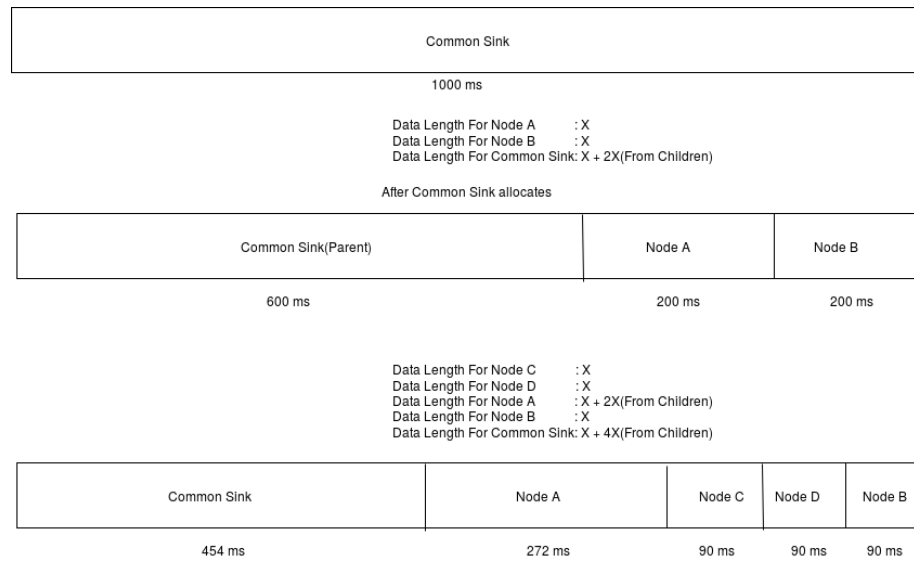 Common Sink
1000 ms
Data Length For Node A : X
Data Length For Node B : X
Data Length For Common Sink: X + 2X(From Children)
After Common Sink allocates
Common Sink(Parent) Node A Node B
600 ms 200 ms 200 ms
Data Length For Node C : X
Data Length For Node D : X
Data Length For Node A : X + 2X(From Children)
Data Length For Node B : X
Data Length For Common Sink: X + 4X(From Children)
Common Sink Node A Node C Node D Node B
454 ms 272 ms 90 ms 90 ms 90 ms